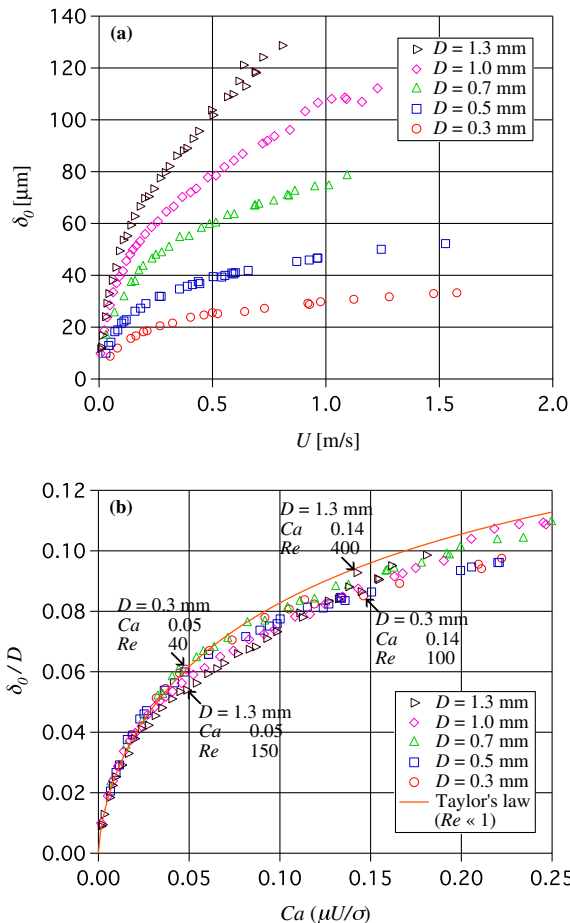 (a)
D = 1.3 mm
D = 1.0 mm
D = 0.7 mm
D = 0.5 mm
D = 0.3 mm
140
120
100
80
60
40
20
0
δ₀ [µm]
0.0
0.5
1.0
1.5
2.0
U [m/s]
(b)
D = 1.3 mm
Ca 0.14
Re 400
D = 0.3 mm
Ca 0.05
Re 40
D = 0.3 mm
Ca 0.14
Re 100
D = 1.3 mm
Ca 0.05
Re 150
D = 1.3 mm
D = 1.0 mm
D = 0.7 mm
D = 0.5 mm
D = 0.3 mm
Taylor's law
(Re « 1)
0.12
0.10
0.08
0.06
0.04
0.02
0.00
δ₀/D
0.00
0.05
0.10
0.15
0.20
0.25
Ca (µU/σ)